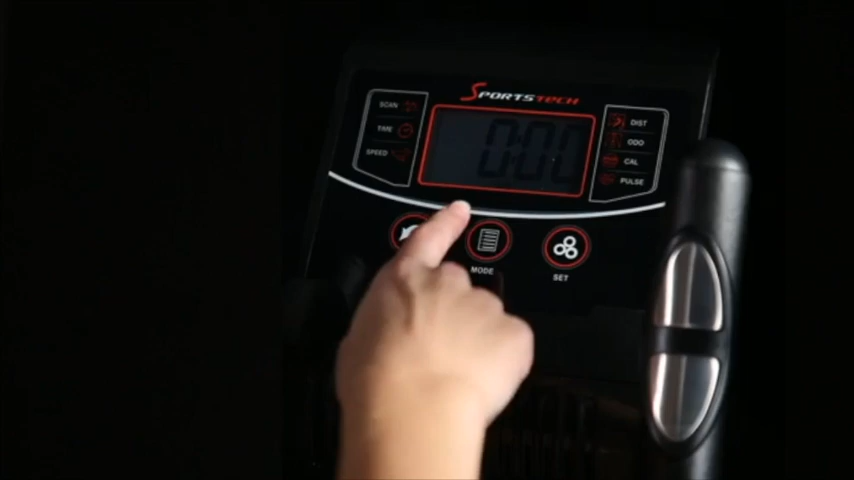 SPORTSTECH
SCAN
TIME
SPEED
0:00
DIST
ODO
CAL
PULSE
MODE
SET